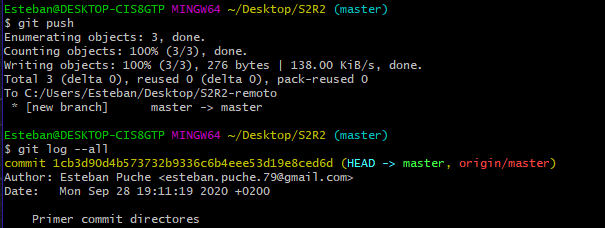 Esteban@DESKTOP-CIS8GTP MINGW64 ~/Desktop/S2R2 (master)
$ git push
Enumerating objects: 3, done.
Counting objects: 100% (3/3), done.
Writing objects: 100% (3/3), 276 bytes | 138.00 KiB/s, done.
Total 3 (delta 0), reused 0 (delta 0), pack-reused 0
To C:/Users/Esteban/Desktop/S2R2-remoto
 * [new branch]      master -> master
Esteban@DESKTOP-CIS8GTP MINGW64 ~/Desktop/S2R2 (master)
$ git log --all
commit 1cb3d90d4b573732b9336c6b4eee53d19e8ced6d (HEAD -> master, origin/master)
Author: Esteban Puche <esteban.puche.79@gmail.com>
Date:   Mon Sep 28 19:11:19 2020 +0200
    Primer commit directores